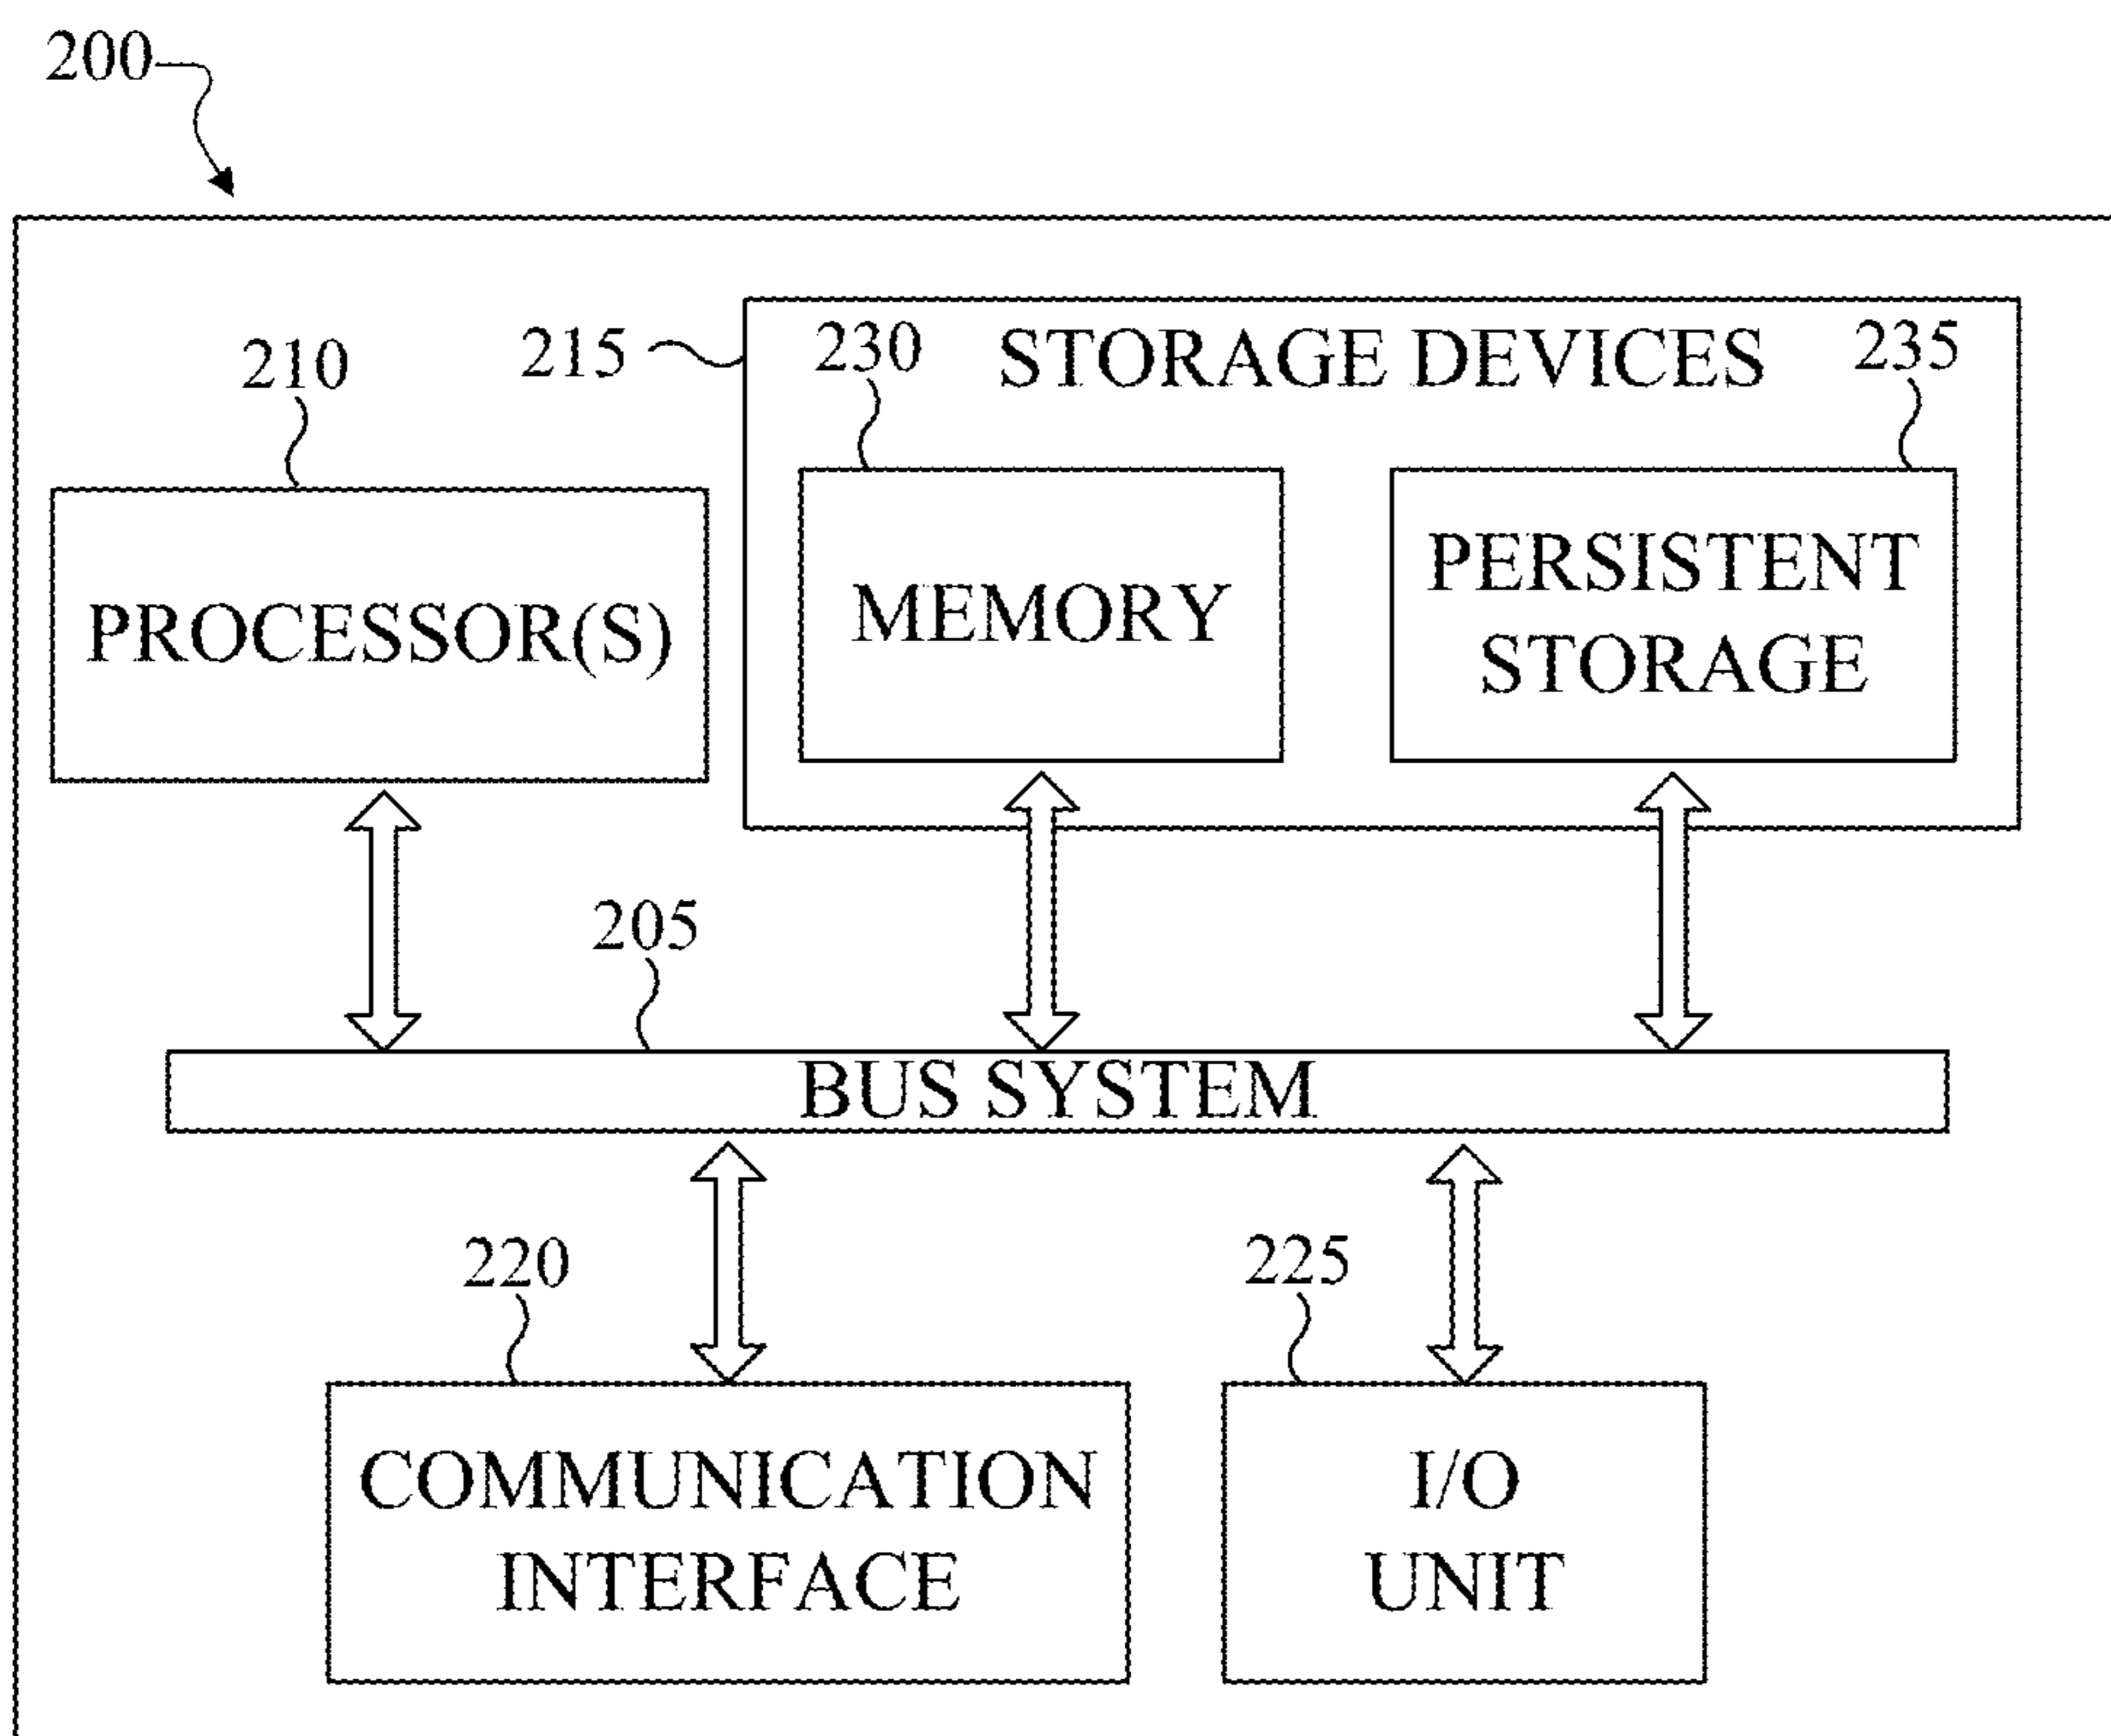 200
210
215
230
STORAGE DEVICES
235
PROCESSOR(S)
MEMORY
PERSISTENT
STORAGE
205
BUS SYSTEM
220
225
COMMUNICATION
INTERFACE
I/O
UNIT